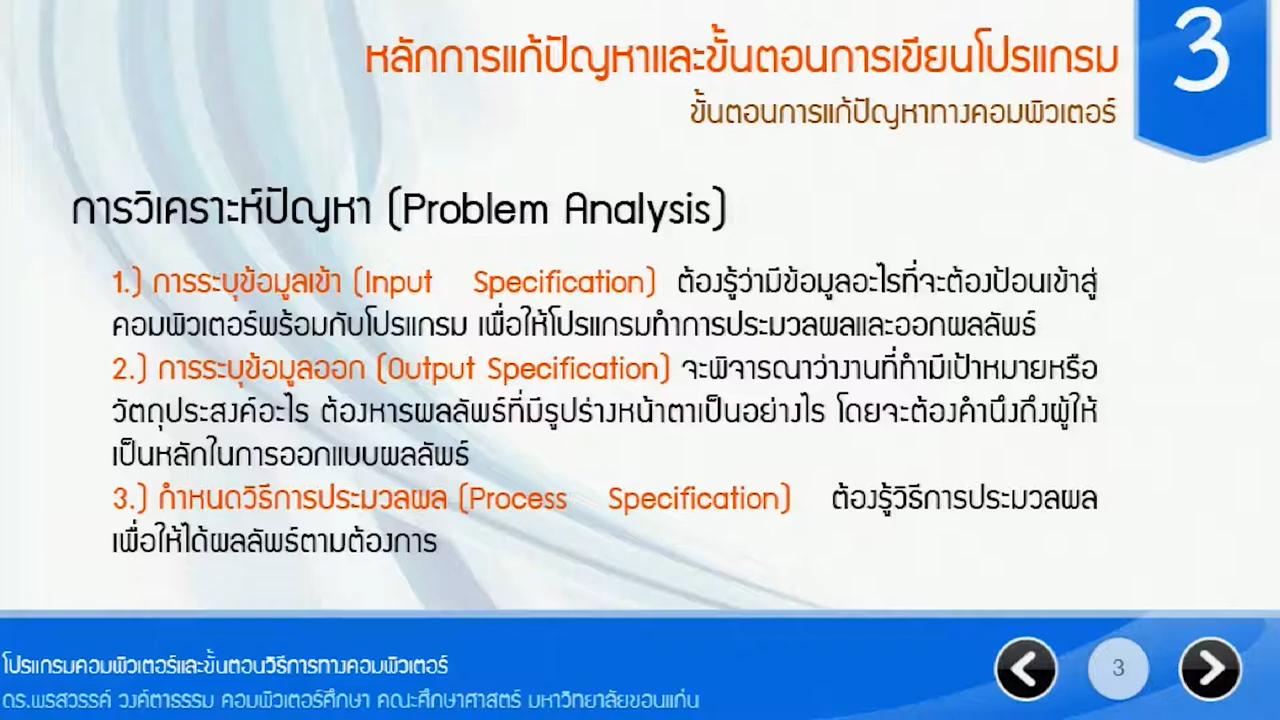 หลักการแก้ปัญหาและขั้นตอนการเขียนโปรแกรม
3
ขั้นตอนการแก้ปัญหาทางคอมพิวเตอร์
การวิเคราะห์ปัญหา (Problem Analysis)
1.) การระบุข้อมูลเข้า (Input Specification) ต้องรู้ว่ามีข้อมูลอะไรที่จะต้องป้อนเข้าสู่
คอมพิวเตอร์พร้อมกับโปรแกรม เพื่อให้โปรแกรมทำการประมวลผลและออกผลลัพธ์
2.) การระบุข้อมูลออก (Output Specification) จะพิจารณาว่างานที่ทำมีเป้าหมายหรือ
วัตถุประสงค์อะไร ต้องหารผลลัพธ์ที่มีรูปร่างหน้าตาเป็นอย่างไร โดยจะต้องคำนึงถึงผู้ให้
เป็นหลักในการออกแบบผลลัพธ์
3.) กำหนดวิธีการประมวลผล (Process Specification) ต้องรู้วิธีการประมวลผล
เพื่อให้ได้ผลลัพธ์ตามต้องการ
โปรแกรมคอมพิวเตอร์และขั้นตอนวิธีการทางคอมพิวเตอร์
ดร.พรสวรรค์ วงค์ตาธรรม คอมพิวเตอร์ศึกษา คณะศึกษาศาสตร์ มหาวิทยาลัยขอนแก่น
3